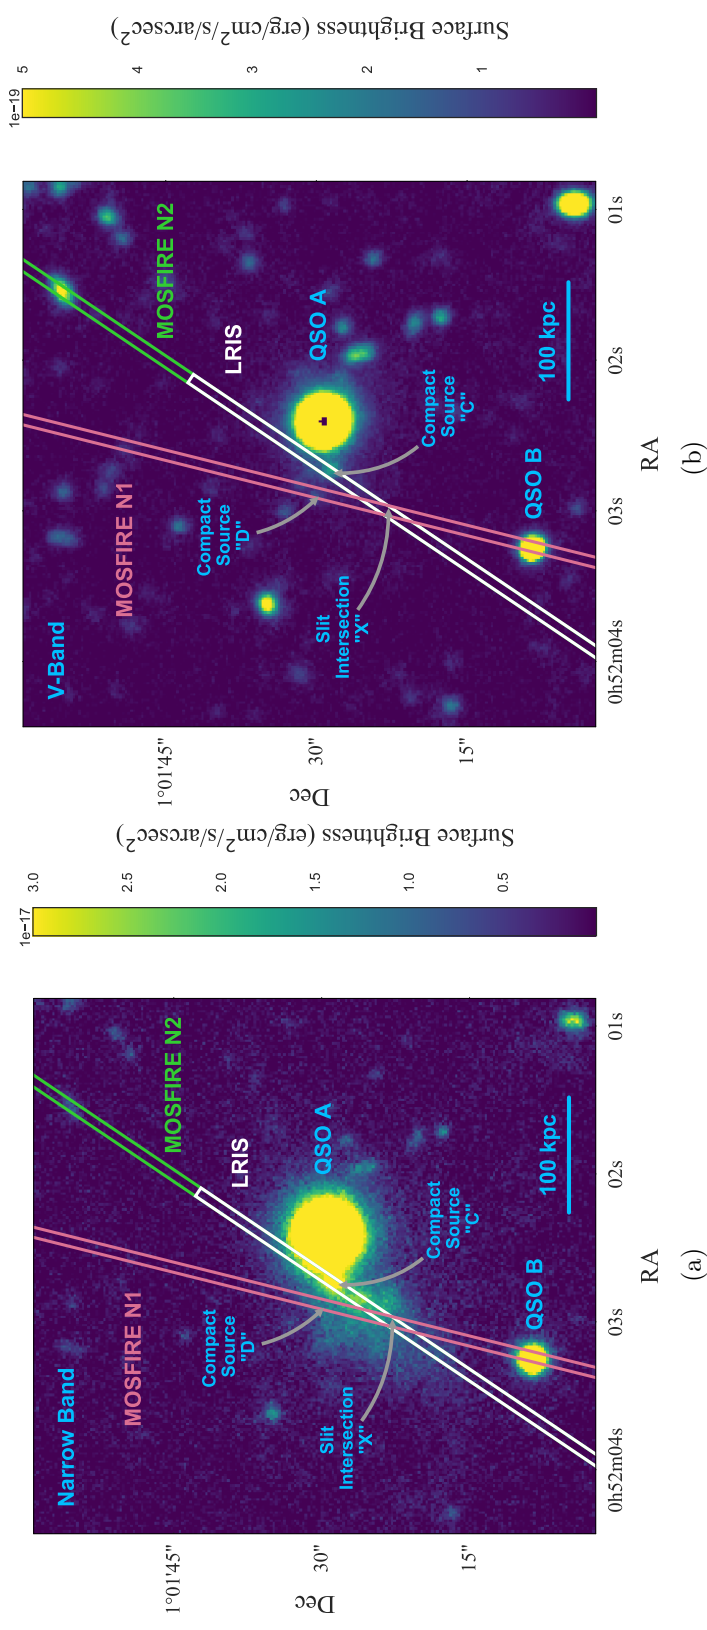 Narrow Band
MOSFIRE N1
MOSFIRE N2
LRIS
QSO A
Compact
Source
"D"
Compact
Source
"C"
Slit
Intersection
"X"
QSO B
100 kpc
1°01'45"
30"
15"
Dec
0h52m04s
03s
02s
01s
RA
(a)
1e−17
3.0
2.5
2.0
1.5
1.0
0.5
Surface Brightness (erg/cm²/s/arcsec²)
V-Band
MOSFIRE N1
MOSFIRE N2
LRIS
QSO A
Compact
Source
"D"
Compact
Source
"C"
Slit
Intersection
"X"
QSO B
100 kpc
1°01'45"
30"
15"
Dec
0h52m04s
03s
02s
01s
RA
(b)
1e−19
5
4
3
2
1
Surface Brightness (erg/cm²/s/arcsec²)